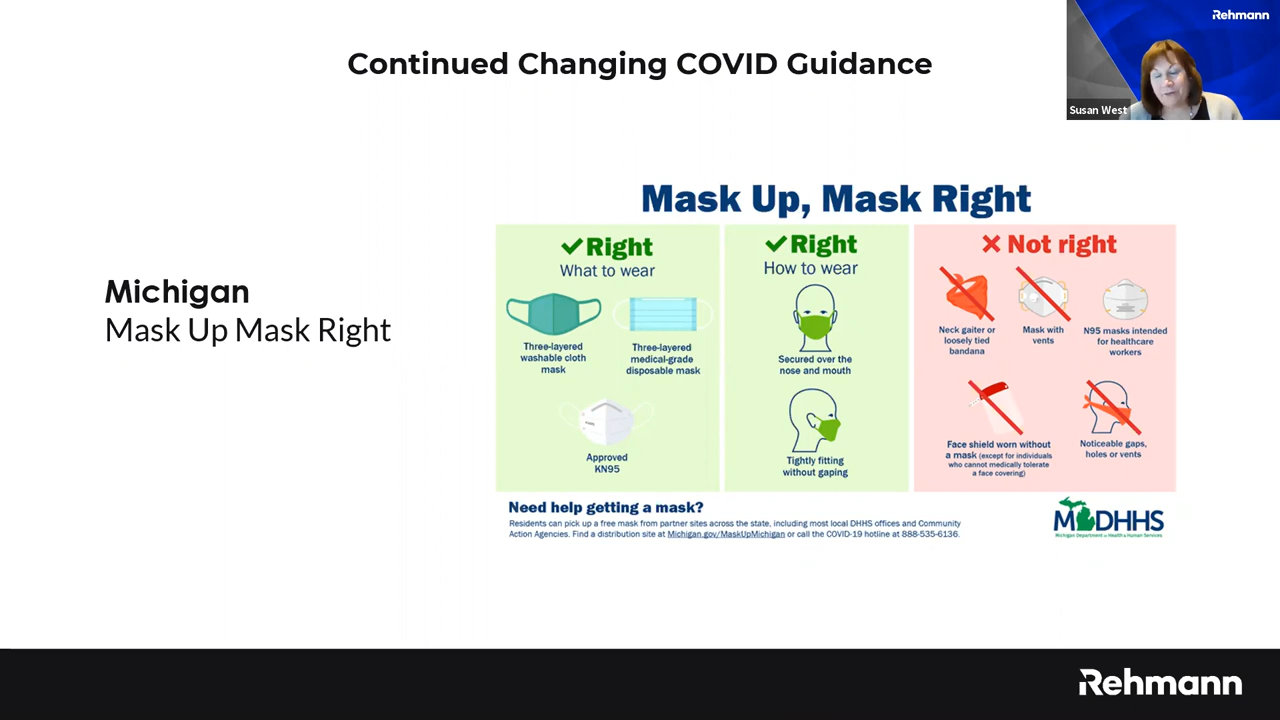 Rehmann
Susan West
Continued Changing COVID Guidance
Michigan
Mask Up Mask Right
Mask Up, Mask Right
Right
What to wear
Three-layered
washable cloth
mask
Three-layered
medical-grade
disposable mask
Approved
KN95
Right
How to wear
Secured over the
nose and mouth
Tightly fitting
without gaping
Not right
Neck gaiter or
loosely tied
bandana
Mask with
vents
N95 masks intended
for healthcare
workers
Face shield worn without
a mask (except for individuals
who cannot medically tolerate
a face covering)
Noticeable gaps,
holes or vents
Need help getting a mask?
Residents can pick up a free mask from partner sites across the state, including most local DHHS offices and Community
Action Agencies. Find a distribution site at Michigan.gov/MaskUpMichigan or call the COVID-19 hotline at 888-535-6136.
MDHHS
Michigan Department of Health & Human Services
Rehmann